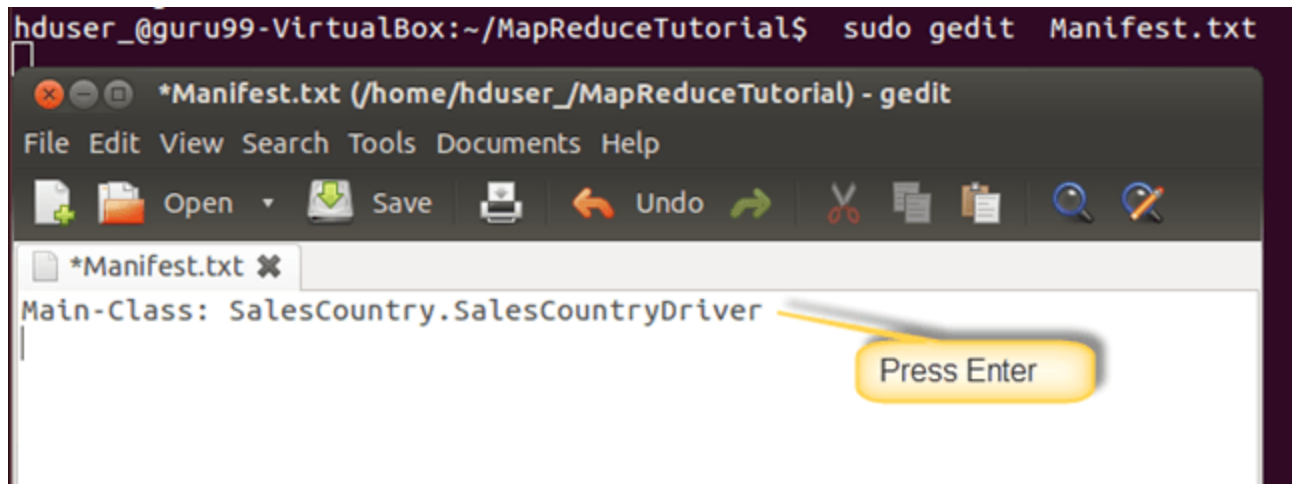 hduser_@guru99-VirtualBox:~/MapReduceTutorial$ sudo gedit Manifest.txt
*Manifest.txt (/home/hduser_/MapReduceTutorial) - gedit
File Edit View Search Tools Documents Help
Open Save Undo
*Manifest.txt
Main-Class: SalesCountry.SalesCountryDriver
Press Enter